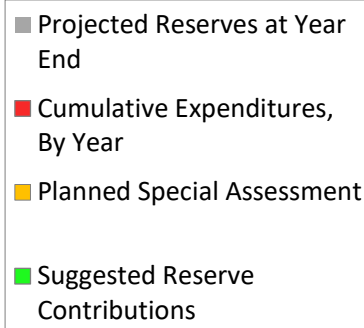 Projected Reserves at Year
End
Cumulative Expenditures,
By Year
Planned Special Assessment
Suggested Reserve
Contributions